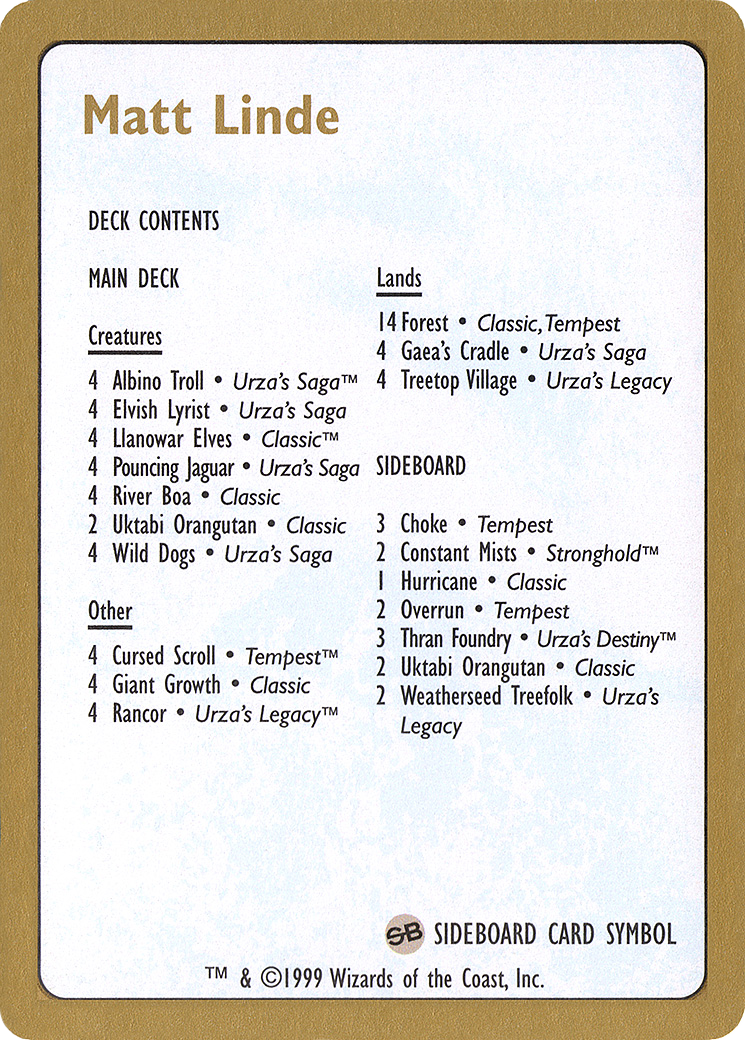 Matt Linde
DECK CONTENTS
MAIN DECK
Creatures
4 Albino Troll • Urza's Saga™
4 Elvish Lyrist • Urza's Saga
4 Llanowar Elves • Classic™
4 Pouncing Jaguar • Urza's Saga
4 River Boa • Classic
2 Uktabi Orangutan • Classic
4 Wild Dogs • Urza's Saga
Other
4 Cursed Scroll • Tempest™
4 Giant Growth • Classic
4 Rancor • Urza's Legacy™
Lands
14 Forest • Classic, Tempest
4 Gaea's Cradle • Urza's Saga
4 Treetop Village • Urza's Legacy
SIDEBOARD
3 Choke • Tempest
2 Constant Mists • Stronghold™
1 Hurricane • Classic
2 Overrun • Tempest
3 Thran Foundry • Urza's Destiny™
2 Uktabi Orangutan • Classic
2 Weatherseed Treefolk • Urza's
Legacy
SB SIDEBOARD CARD SYMBOL
™ & ©1999 Wizards of the Coast, Inc.